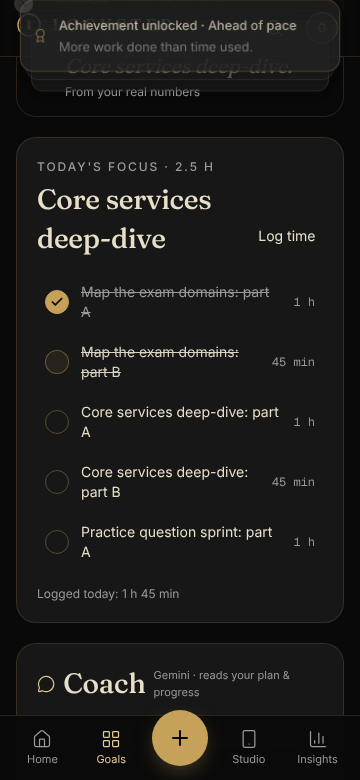 Achievement unlocked · Ahead of pace
More work done than time used.
Core services deep-dive.
From your real numbers
TODAY'S FOCUS · 2.5 H
Core services
deep-dive
Log time
Map the exam domains: part
A
1 h
Map the exam domains:
part B
45 min
Core services deep-dive: part
A
1 h
Core services deep-dive:
part B
45 min
Practice question sprint: part
A
1 h
Logged today: 1 h 45 min
Coach
Gemini · reads your plan &
progress
Home
Goals
Studio
Insights